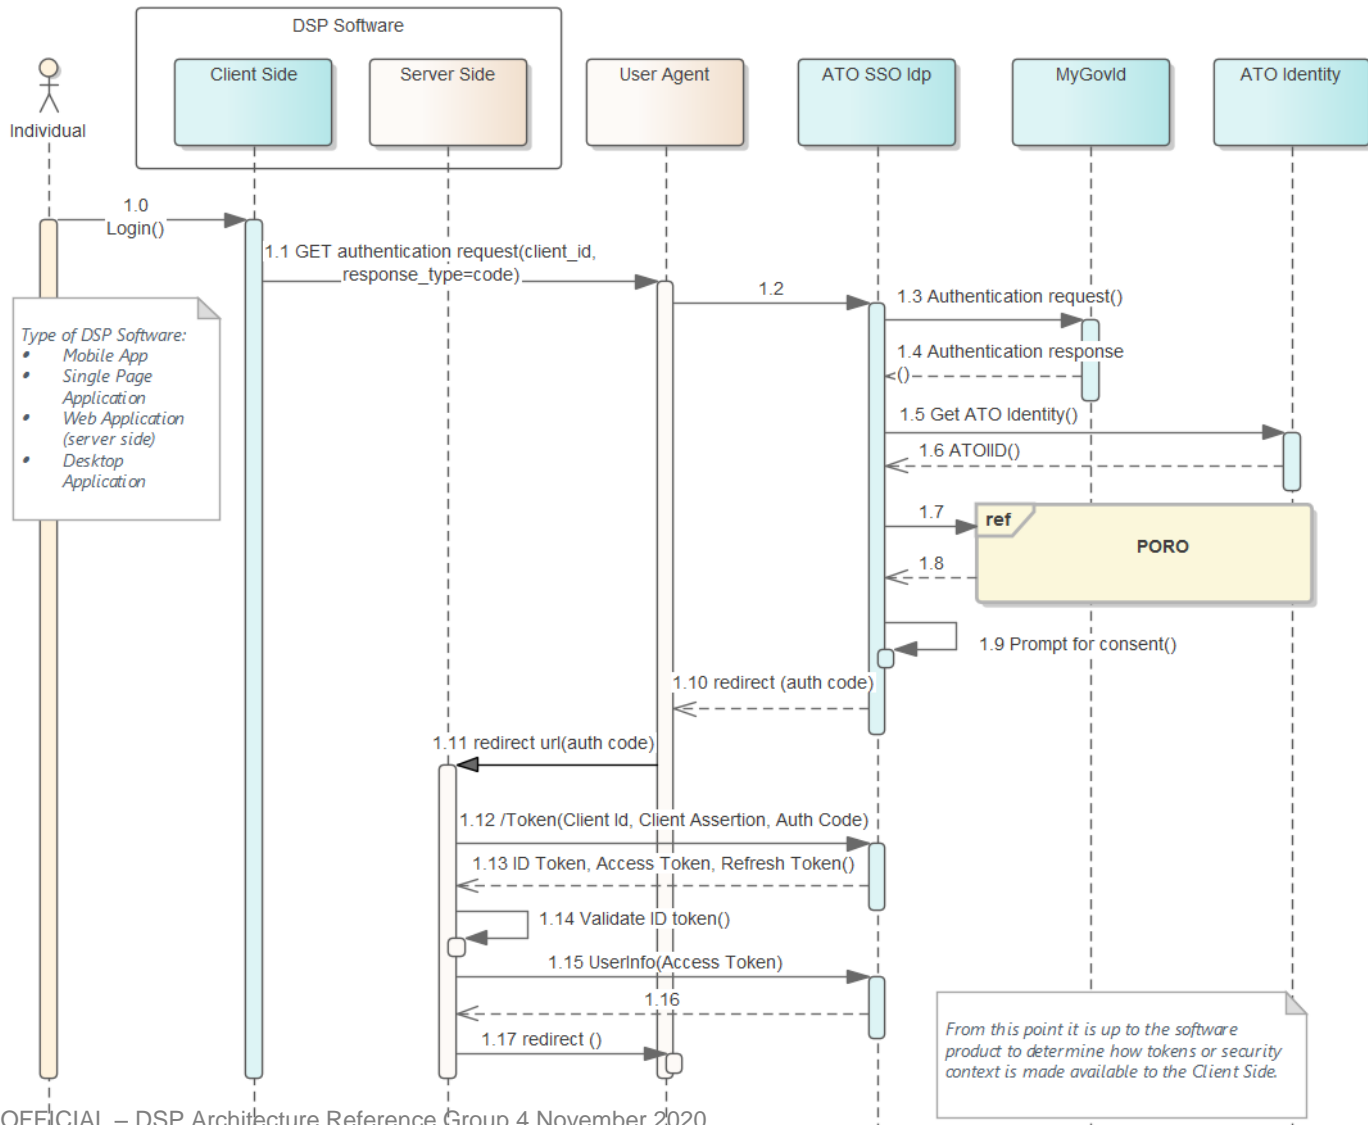 DSP Software
Client Side
Server Side
User Agent
ATO SSO Idp
MyGovId
ATO Identity
Individual
1.0
Login()
1.1 GET authentication request(client_id,
response_type=code)
1.2
1.3 Authentication request()
1.4 Authentication response
()
1.5 Get ATO Identity()
1.6 ATOIID()
Type of DSP Software:
• Mobile App
• Single Page
Application
• Web Application
(server side)
• Desktop
Application
1.7
ref
PORO
1.8
1.9 Prompt for consent()
1.10 redirect (auth code)
1.11 redirect url(auth code)
1.12 /Token(Client Id, Client Assertion, Auth Code)
1.13 ID Token, Access Token, Refresh Token()
1.14 Validate ID token()
1.15 UserInfo(Access Token)
1.16
1.17 redirect ()
From this point it is up to the software
product to determine how tokens or security
context is made available to the Client Side.
OFFICIAL – DSP Architecture Reference Group 4 November 2020